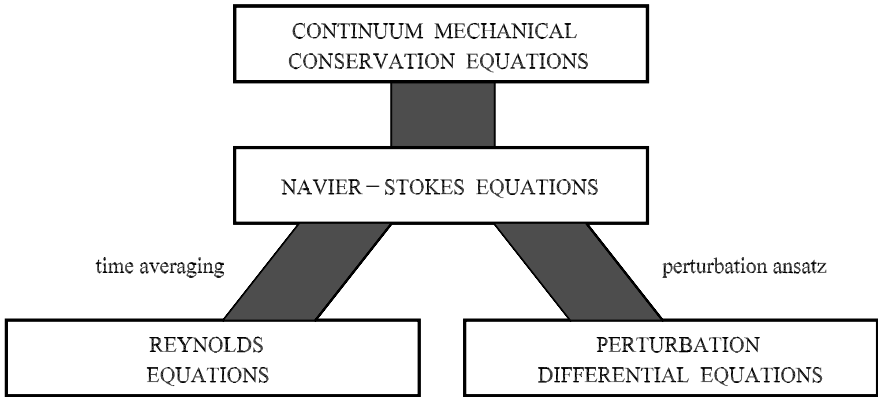 CONTINUUM MECHANICAL
CONSERVATION EQUATIONS
NAVIER－STOKES EQUATIONS
time averaging
perturbation ansatz
REYNOLDS
EQUATIONS
PERTURBATION
DIFFERENTIAL EQUATIONS